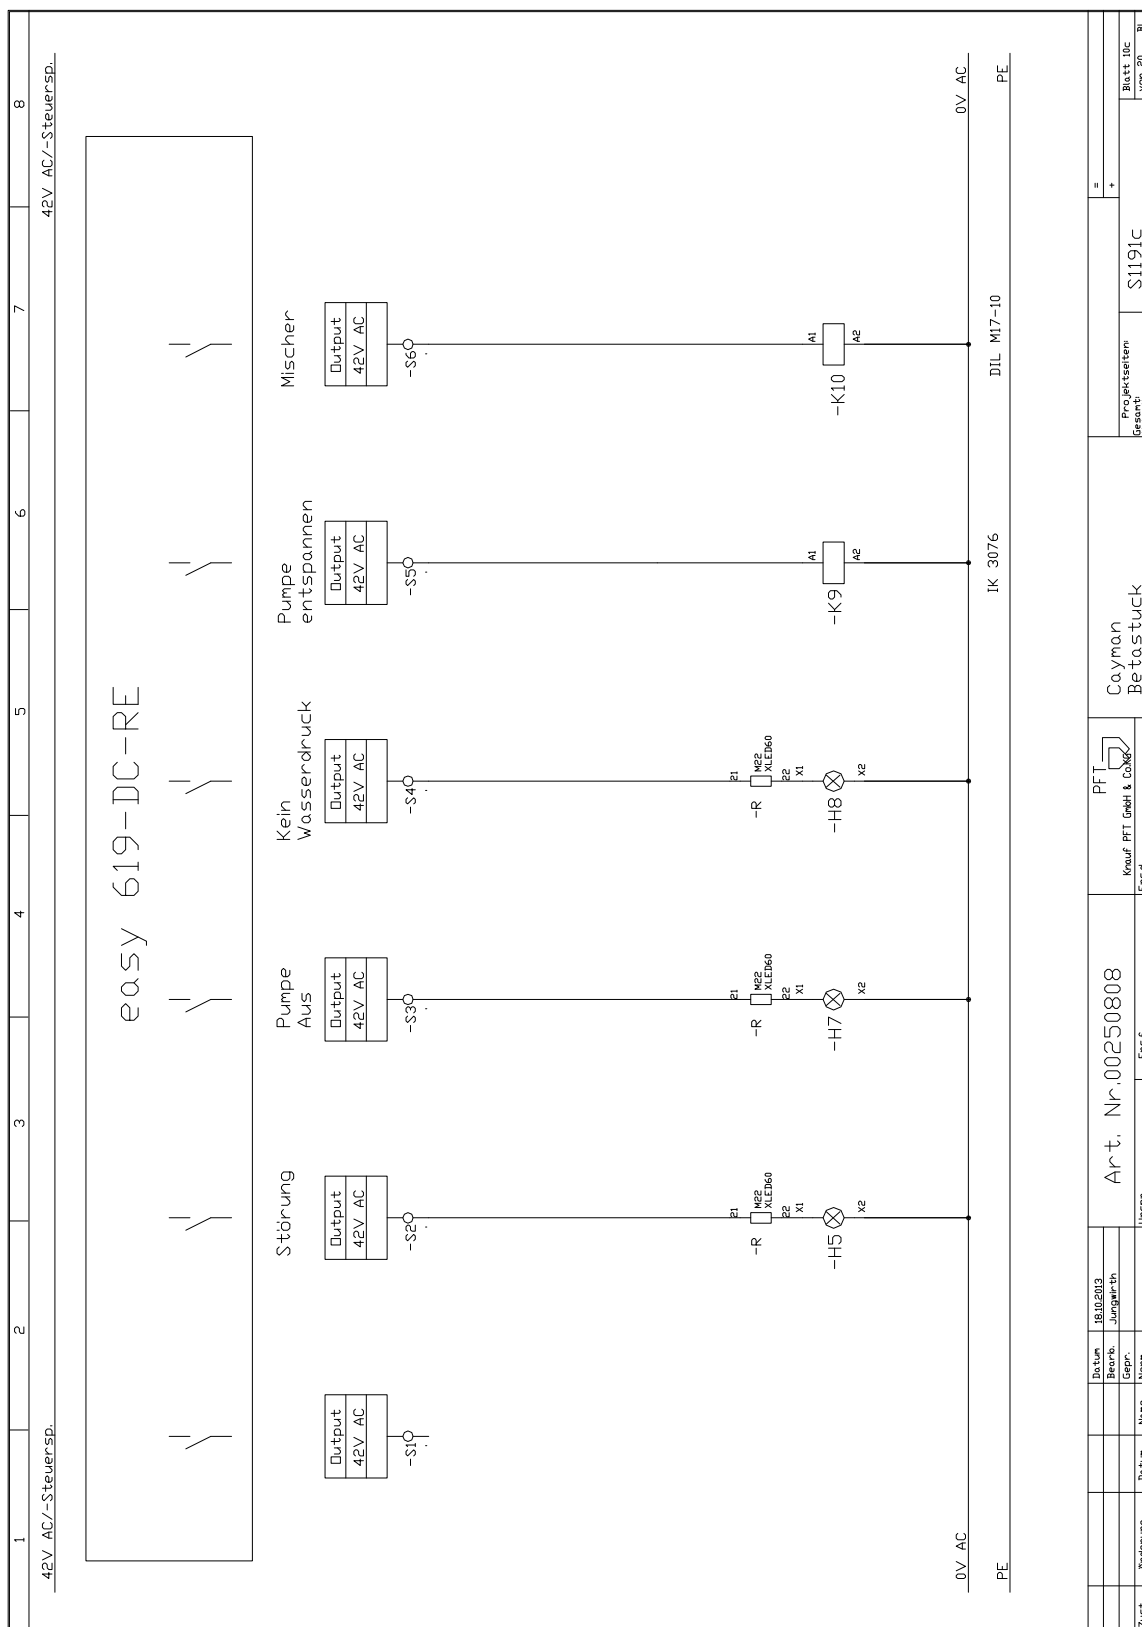 1 2 3 4 5 6 7 8
42V AC/-Steuersp. 42V AC/-Steuersp.
easy 619-DC-RE
Störung
Pumpe
Aus
Kein
Wasserdruck
Pumpe
entspannen
Mischer
Output Output Output Output Output Output Output
42V AC 42V AC 42V AC 42V AC 42V AC 42V AC 42V AC
-S1 -S2 -S3 -S4 -S5 -S6
21 21 21
-R M22 -R M22 -R M22
XLED60 XLED60 XLED60
22 22 22
X1 X1 X1 A1 A1
-H5 -H7 -H8 -K9 -K10
X2 X2 X2 A2 A2
0V AC 0V AC
IK 3076 DIL M17-10
PE PE
Datum 18.10.2013
Bearb. Jungwirth
Gepr.
Art. Nr.00250808
PFT
Knauf PFT GmbH & Co.KG
Cayman
Betastuck
Projektseiten:
Gesamt:
S1191C
=
+
Blatt 10c
von 20